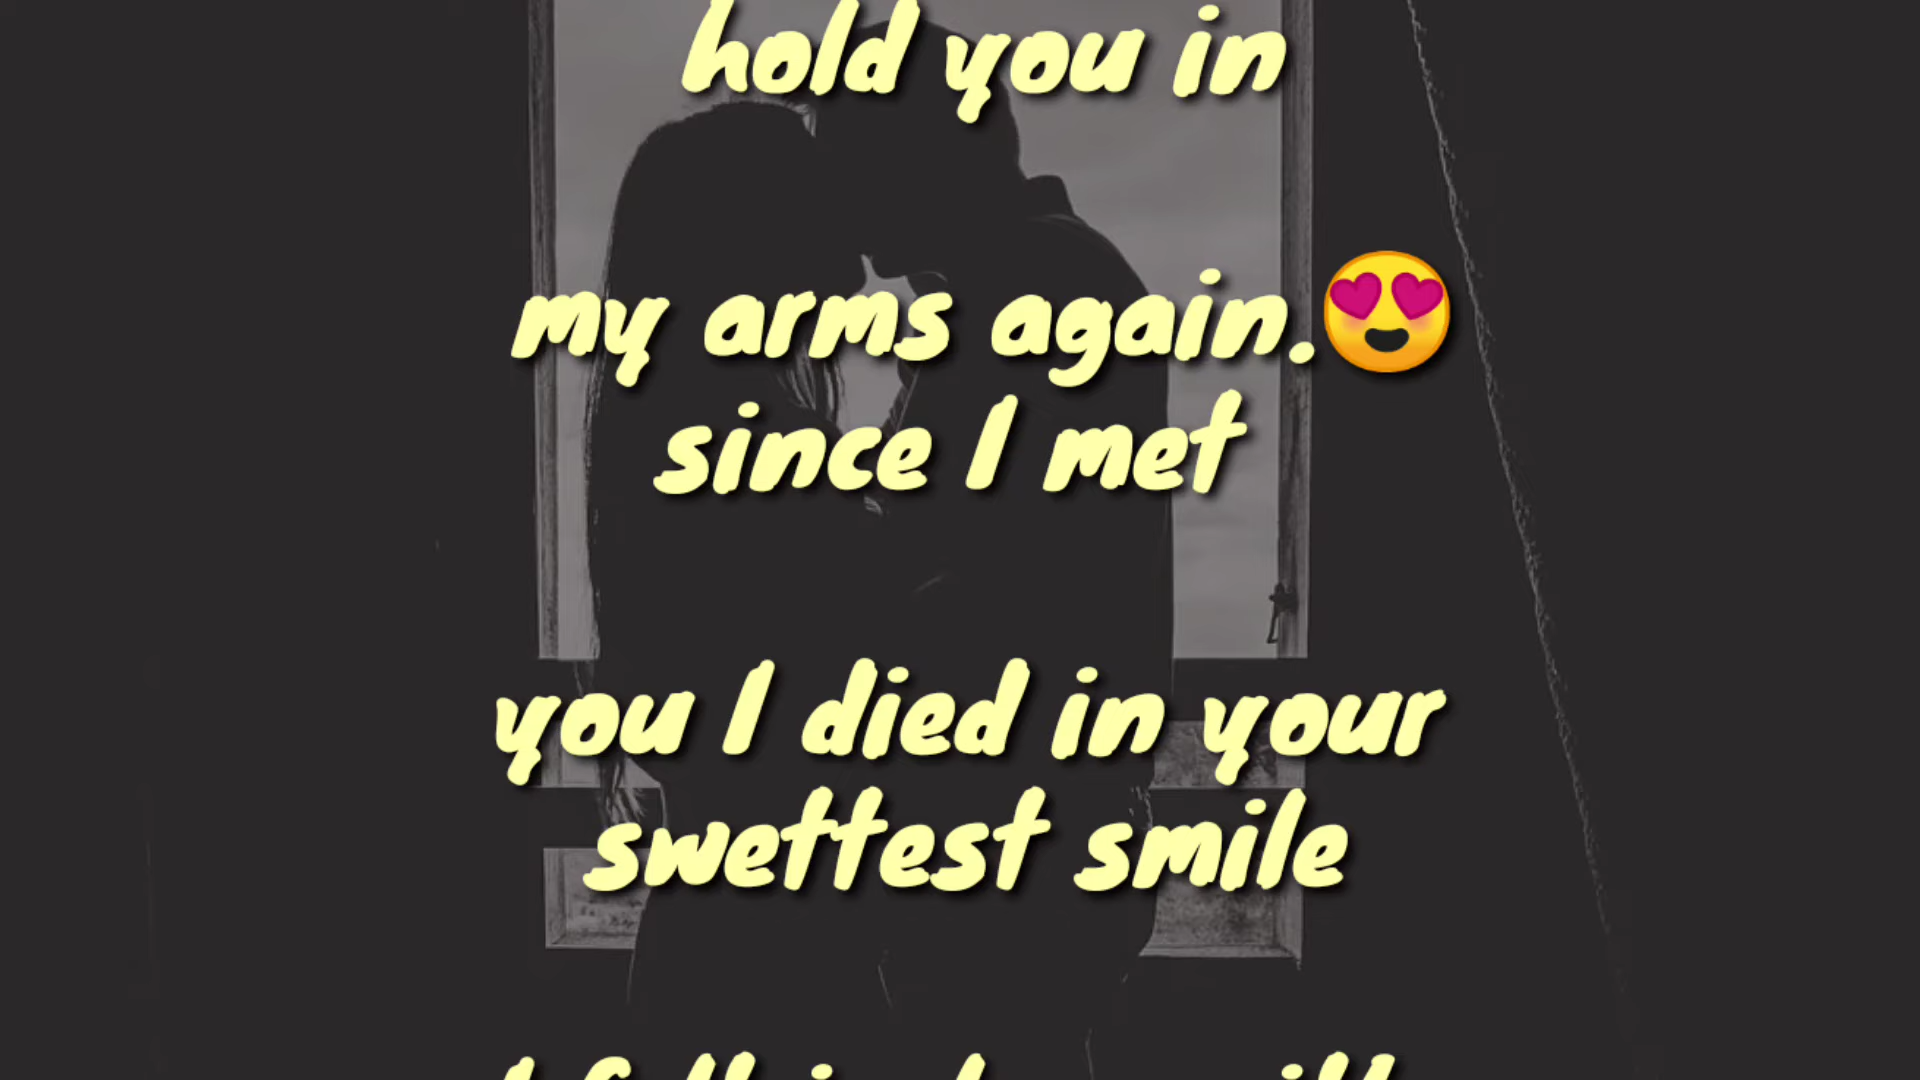 hold you in
my arms again.😍
since I met
you I died in your
swettest smile